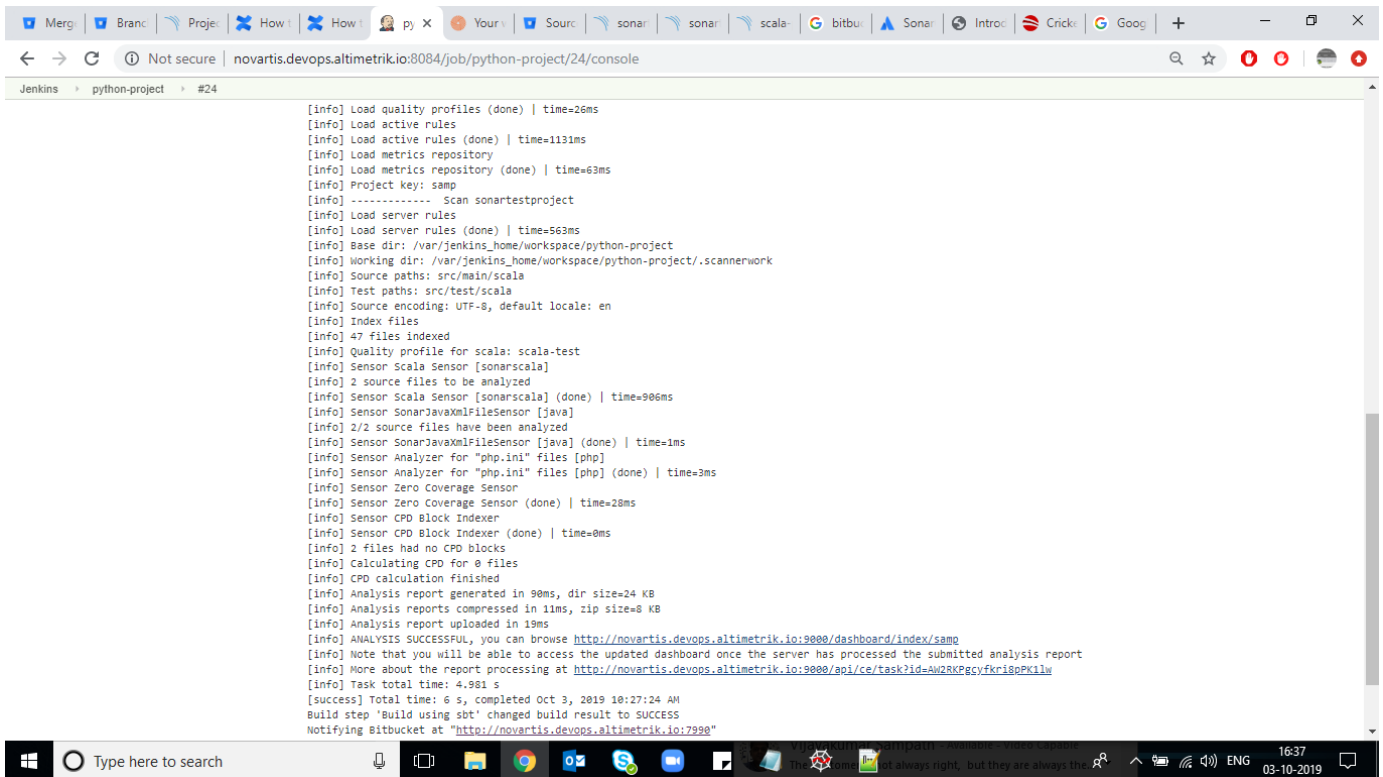 Merg
Branc
Projec
How t
How t
py
Your v
Sourc
sonar
sonar
scala-
bitbuc
Sonar
Introc
Cricke
Goog
Not secure | novartis.devops.altimetrik.io:8084/job/python-project/24/console
Jenkins python-project #24
[info] Load quality profiles (done) | time=26ms
[info] Load active rules
[info] Load active rules (done) | time=1131ms
[info] Load metrics repository
[info] Load metrics repository (done) | time=63ms
[info] Project key: samp
[info] ------------- Scan sonartestproject
[info] Load server rules
[info] Load server rules (done) | time=563ms
[info] Base dir: /var/jenkins_home/workspace/python-project
[info] Working dir: /var/jenkins_home/workspace/python-project/.scannerwork
[info] Source paths: src/main/scala
[info] Test paths: src/test/scala
[info] Source encoding: UTF-8, default locale: en
[info] Index files
[info] 47 files indexed
[info] Quality profile for scala: scala-test
[info] Sensor Scala Sensor [sonarscala]
[info] 2 source files to be analyzed
[info] Sensor Scala Sensor [sonarscala] (done) | time=906ms
[info] Sensor SonarJavaXmlFileSensor [java]
[info] 2/2 source files have been analyzed
[info] Sensor SonarJavaXmlFileSensor [java] (done) | time=1ms
[info] Sensor Analyzer for "php.ini" files [php]
[info] Sensor Analyzer for "php.ini" files [php] (done) | time=3ms
[info] Sensor Zero Coverage Sensor
[info] Sensor Zero Coverage Sensor (done) | time=28ms
[info] Sensor CPD Block Indexer
[info] Sensor CPD Block Indexer (done) | time=0ms
[info] 2 files had no CPD blocks
[info] Calculating CPD for 0 files
[info] CPD calculation finished
[info] Analysis report generated in 90ms, dir size=24 KB
[info] Analysis reports compressed in 11ms, zip size=8 KB
[info] Analysis report uploaded in 19ms
[info] ANALYSIS SUCCESSFUL, you can browse http://novartis.devops.altimetrik.io:9000/dashboard/index/samp
[info] Note that you will be able to access the updated dashboard once the server has processed the submitted analysis report
[info] More about the report processing at http://novartis.devops.altimetrik.io:9000/api/ce/task?id=AW2RKPgcyfkri8pPK1lw
[info] Task total time: 4.981 s
[success] Total time: 6 s, completed Oct 3, 2019 10:27:24 AM
Build step 'Build using sbt' changed build result to SUCCESS
Notifying Bitbucket at "http://novartis.devops.altimetrik.io:7990"
Type here to search
Vijayakumar Sampath - Available - Video Capable
not always right, but they are always the
ENG
16:37
03-10-2019